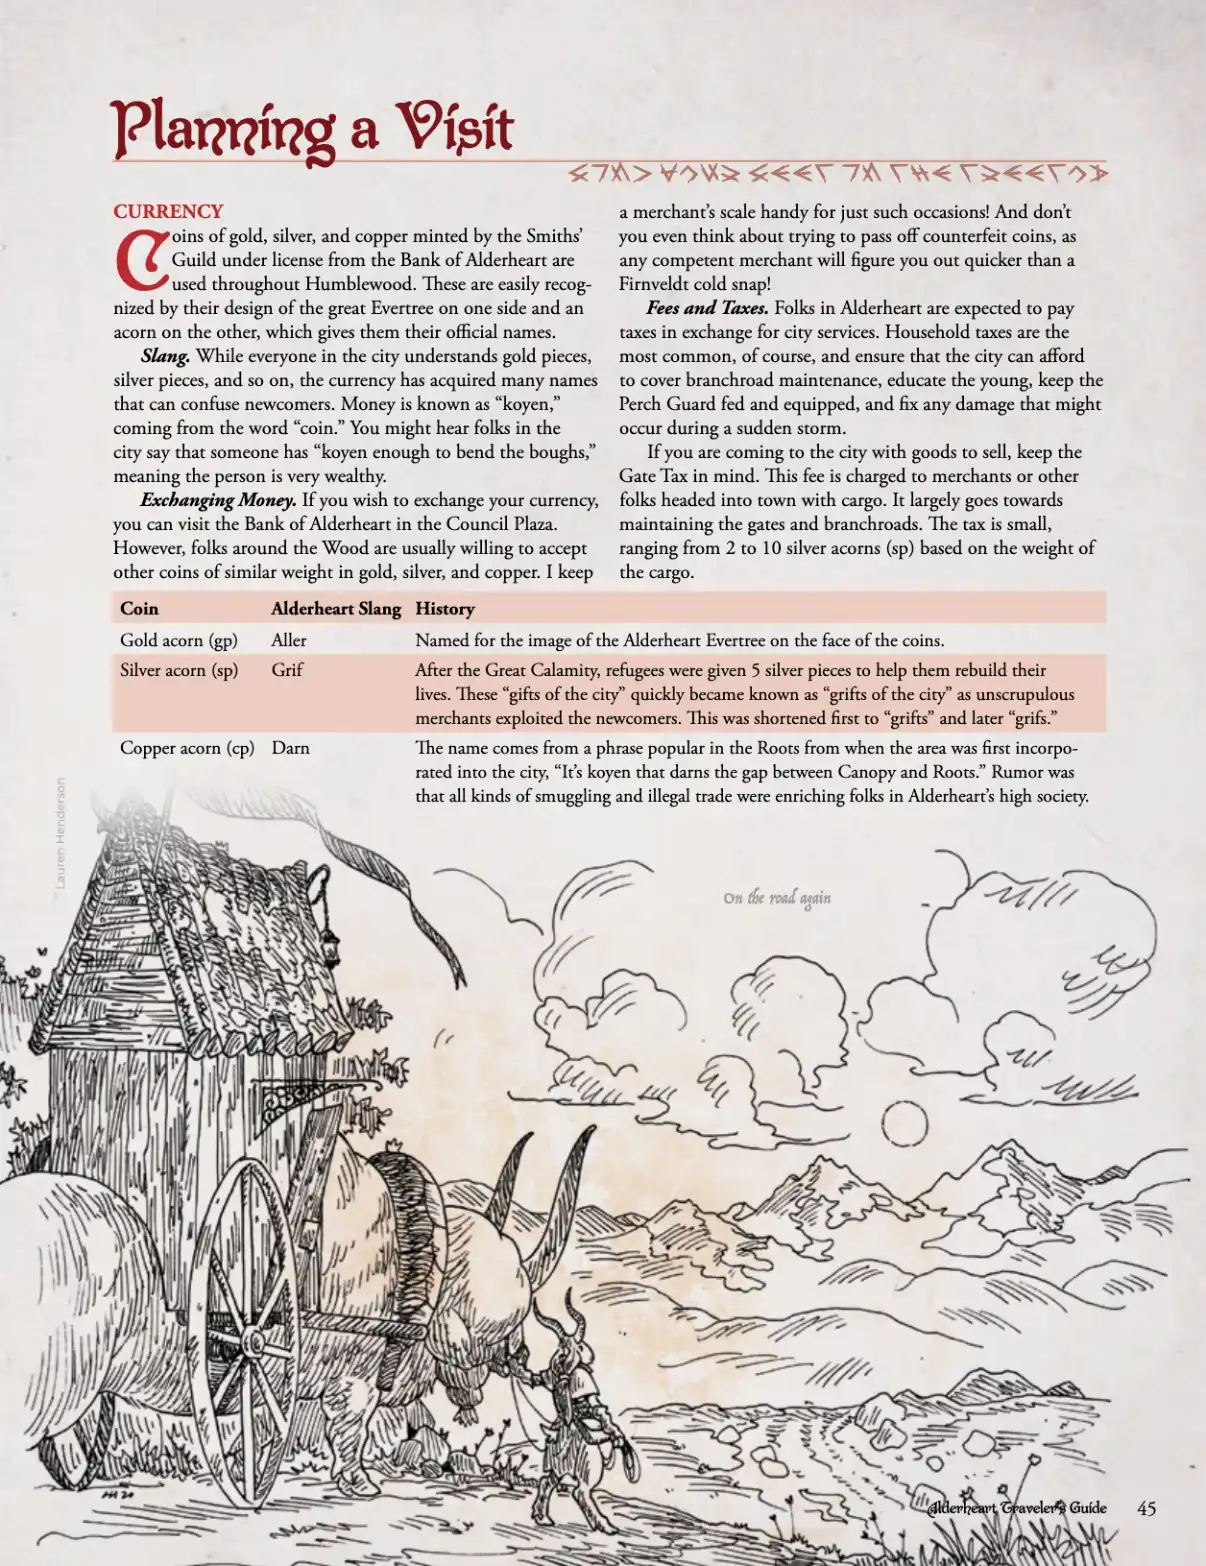 Planning a Visit
CURRENCY
Coins of gold, silver, and copper minted by the Smiths’
Guild under license from the Bank of Alderheart are
used throughout Humblewood. These are easily recog-
nized by their design of the great Evertree on one side and an
acorn on the other, which gives them their official names.
Slang. While everyone in the city understands gold pieces,
silver pieces, and so on, the currency has acquired many names
that can confuse newcomers. Money is known as “koyen,”
coming from the word “coin.” You might hear folks in the
city say that someone has “koyen enough to bend the boughs,”
meaning the person is very wealthy.
Exchanging Money. If you wish to exchange your currency,
you can visit the Bank of Alderheart in the Council Plaza.
However, folks around the Wood are usually willing to accept
other coins of similar weight in gold, silver, and copper. I keep
a merchant’s scale handy for just such occasions! And don’t
you even think about trying to pass off counterfeit coins, as
any competent merchant will figure you out quicker than a
Firnveldt cold snap!
Fees and Taxes. Folks in Alderheart are expected to pay
taxes in exchange for city services. Household taxes are the
most common, of course, and ensure that the city can afford
to cover branchroad maintenance, educate the young, keep the
Perch Guard fed and equipped, and fix any damage that might
occur during a sudden storm.
If you are coming to the city with goods to sell, keep the
Gate Tax in mind. This fee is charged to merchants or other
folks headed into town with cargo. It largely goes towards
maintaining the gates and branchroads. The tax is small,
ranging from 2 to 10 silver acorns (sp) based on the weight of
the cargo.
Coin Alderheart Slang History
Gold acorn (gp) Aller Named for the image of the Alderheart Evertree on the face of the coins.
Silver acorn (sp) Grif After the Great Calamity, refugees were given 5 silver pieces to help them rebuild their
lives. These “gifts of the city” quickly became known as “grifts of the city” as unscrupulous
merchants exploited the newcomers. This was shortened first to “grifts” and later “grifs.”
Copper acorn (cp) Darn The name comes from a phrase popular in the Roots from when the area was first incorpo-
rated into the city, “It’s koyen that darns the gap between Canopy and Roots.” Rumor was
that all kinds of smuggling and illegal trade were enriching folks in Alderheart’s high society.
Lauren Henderson
On the road again
Alderheart Traveler's Guide 45